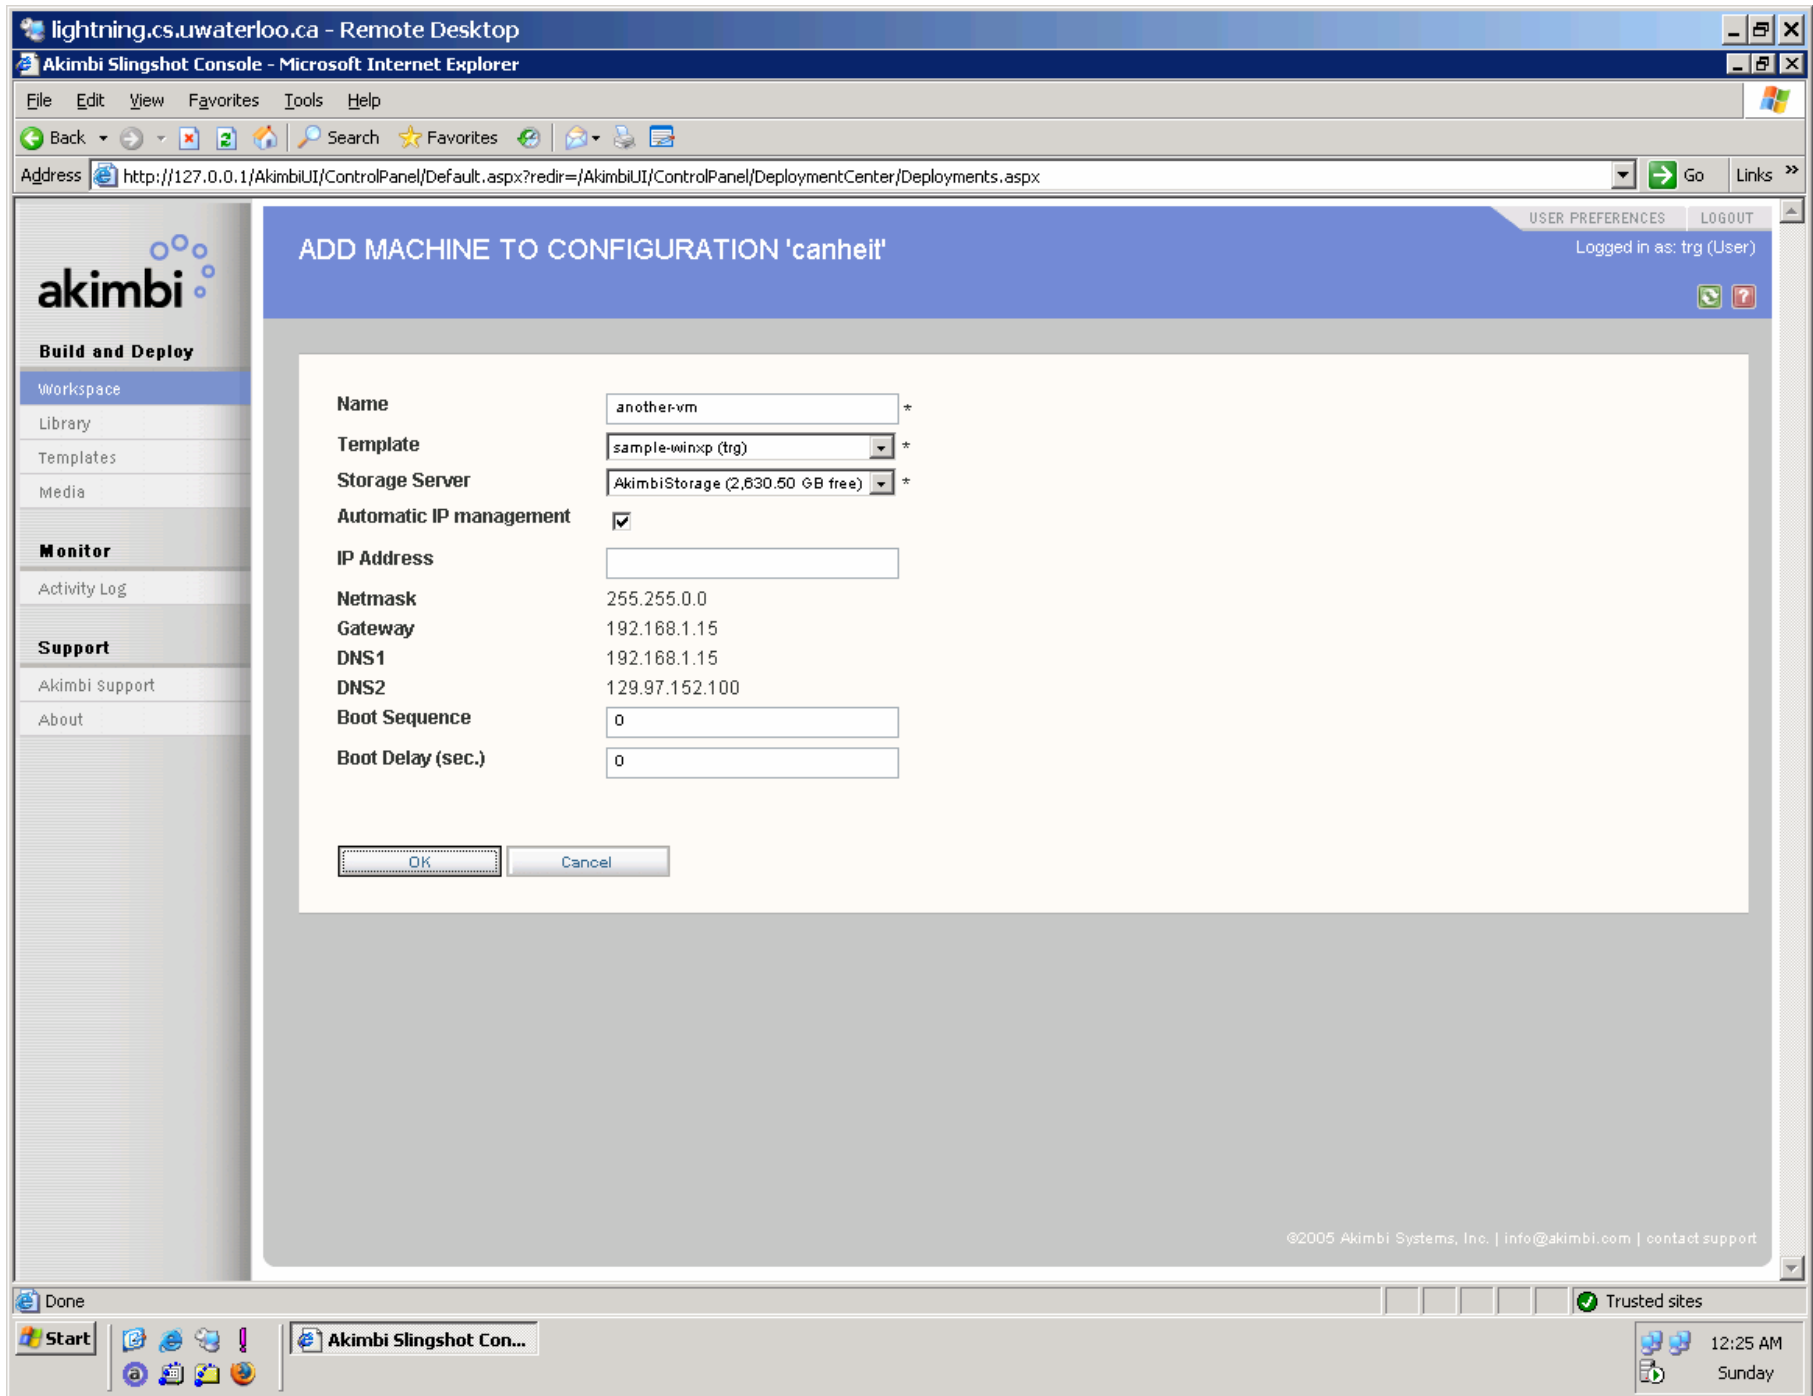 lightning.cs.uwaterloo.ca - Remote Desktop
Akimbi Slingshot Console - Microsoft Internet Explorer
File Edit View Favorites Tools Help
Back Search Favorites
Address http://127.0.0.1/AkimbiUI/ControlPanel/Default.aspx?redir=/AkimbiUI/ControlPanel/DeploymentCenter/Deployments.aspx Go Links »
USER PREFERENCES LOGOUT
ADD MACHINE TO CONFIGURATION 'canheit'
Logged in as: trg (User)
akimbi
Build and Deploy
Workspace
Library
Templates
Media
Monitor
Activity Log
Support
Akimbi Support
About
Name another-vm *
Template sample-winxp (trg) *
Storage Server AkimbiStorage (2,630.50 GB free) *
Automatic IP management
IP Address
Netmask 255.255.0.0
Gateway 192.168.1.15
DNS1 192.168.1.15
DNS2 129.97.152.100
Boot Sequence 0
Boot Delay (sec.) 0
OK Cancel
©2005 Akimbi Systems, Inc. | info@akimbi.com | contact support
Done Trusted sites
Start Akimbi Slingshot Con... 12:25 AM
Sunday